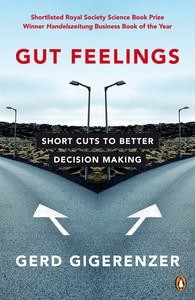 Shortlisted Royal Society Science Book Prize
Winner Handelszeitung Business Book of the Year
GUT FEELINGS
SHORT CUTS TO BETTER
DECISION MAKING
GERD GIGERENZER